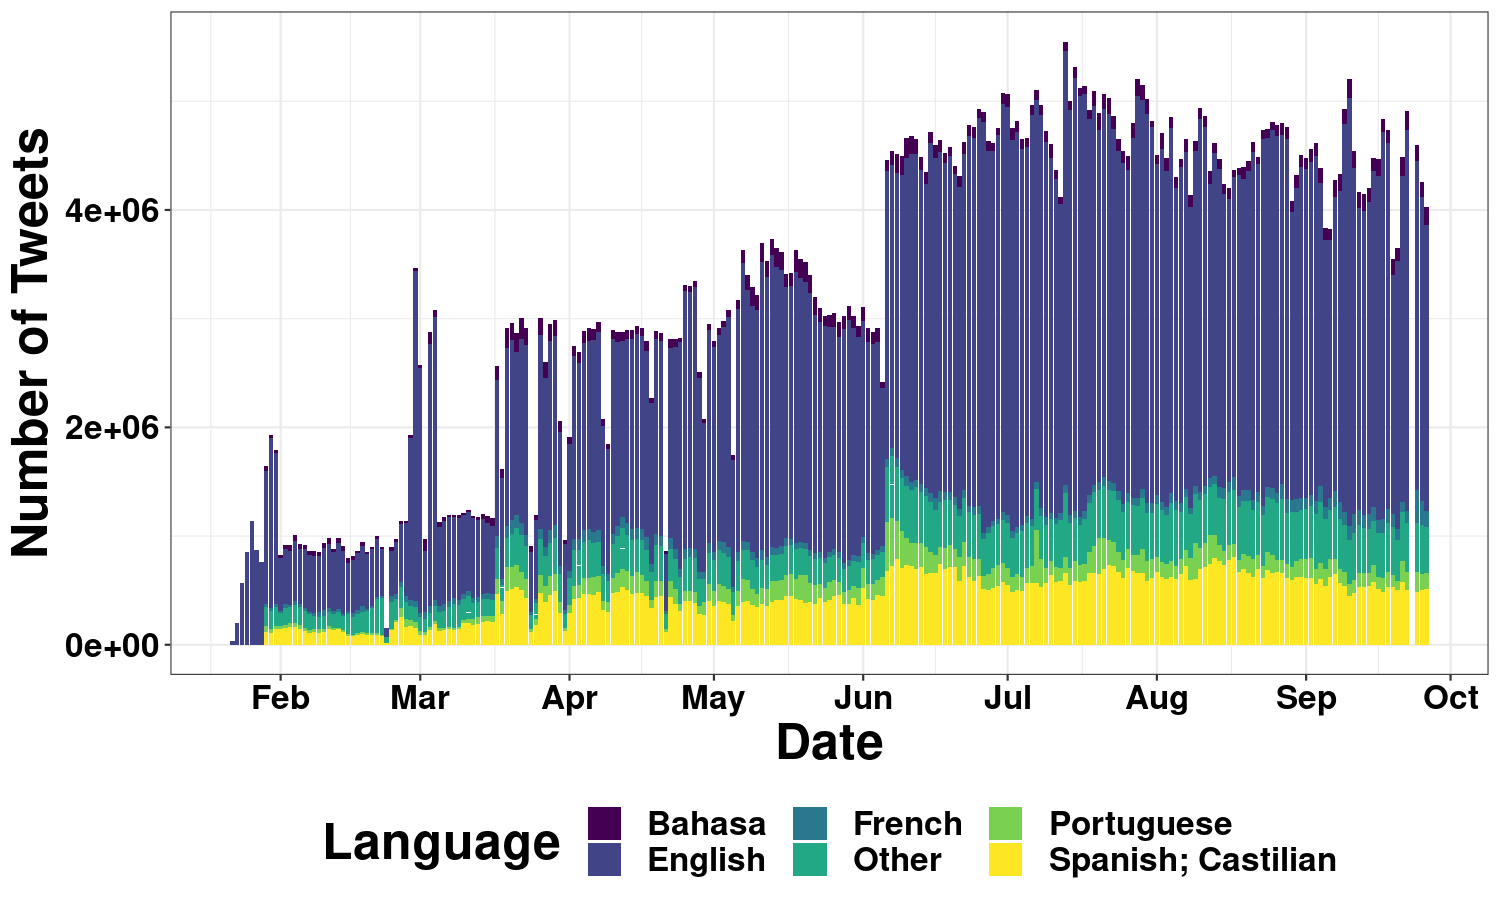 Number of Tweets
4e+06
2e+06
0e+00
Feb Mar Apr May Jun Jul Aug Sep Oct
Date
Language
Bahasa French Portuguese
English Other Spanish; Castilian